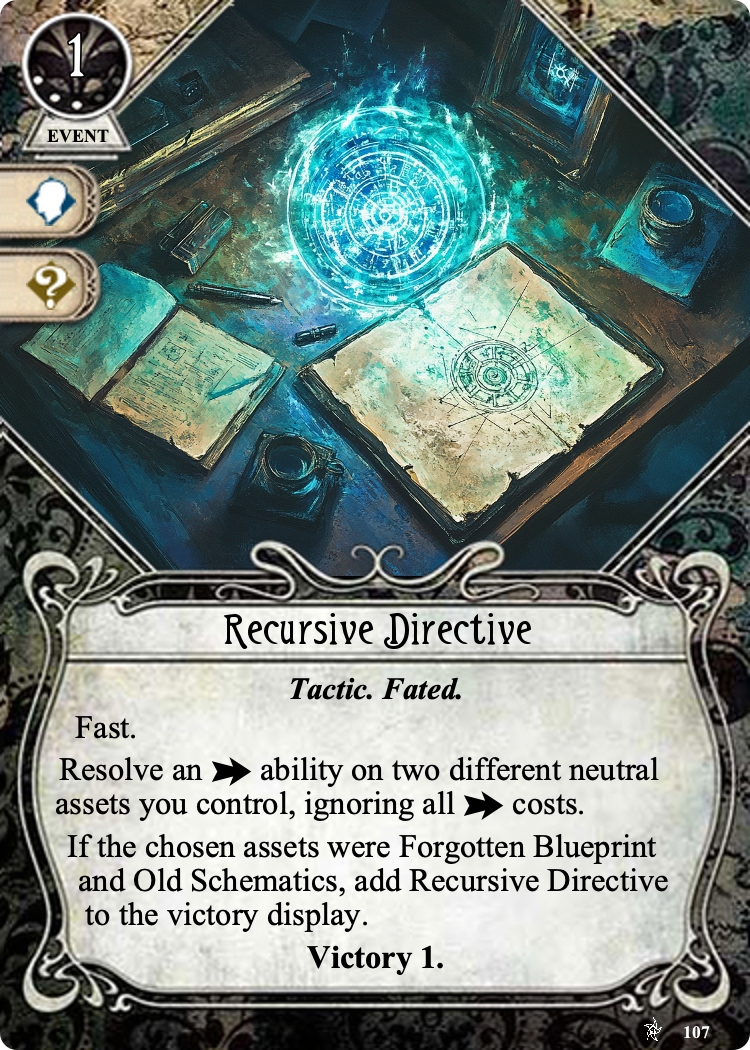 1
EVENT
?
Recursive Directive
Tactic. Fated.
Fast.
Resolve an ability on two different neutral
assets you control, ignoring all costs.
If the chosen assets were Forgotten Blueprint
and Old Schematics, add Recursive Directive
to the victory display.
Victory 1.
107